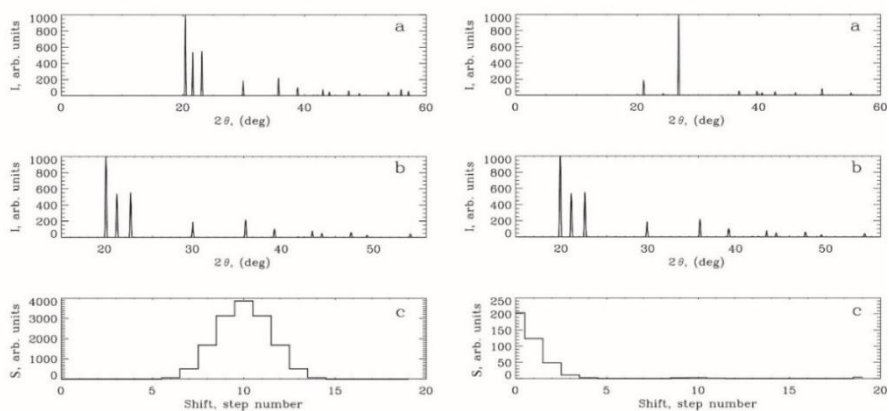 1000
800
600
400
200
0
I, arb. units
a
0 20 40 60
2θ, (deg)
1000
800
600
400
200
0
I, arb. units
a
0 10 20 30 40 50 60
2θ, (deg)
1000
800
600
400
200
0
I, arb. units
b
20 30 40 50
2θ, (deg)
1000
800
600
400
200
0
I, arb. units
b
20 30 40 50
2θ, (deg)
4000
3000
2000
1000
0
S, arb. units
c
0 5 10 15 20
Shift, step number
250
200
150
100
50
0
S, arb. units
c
0 5 10 15 20
Shift, step number